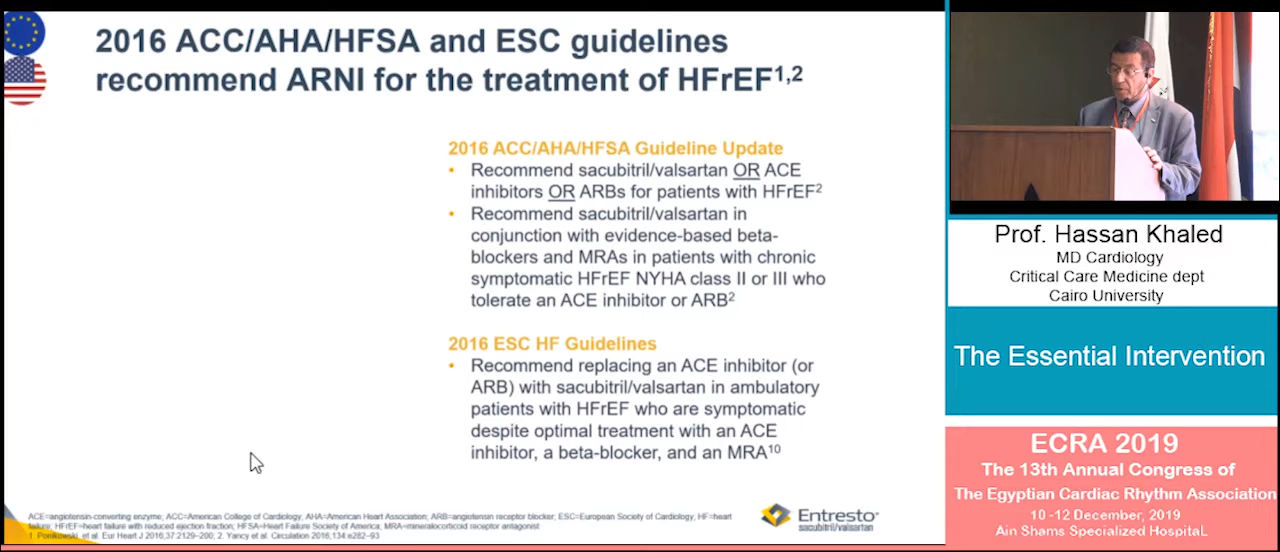 2016 ACC/AHA/HFSA and ESC guidelines
recommend ARNI for the treatment of HFrEF1,2
2016 ACC/AHA/HFSA Guideline Update
• Recommend sacubitril/valsartan OR ACE
inhibitors OR ARBs for patients with HFrEF2
• Recommend sacubitril/valsartan in
conjunction with evidence-based beta-
blockers and MRAs in patients with chronic
symptomatic HFrEF NYHA class II or III who
tolerate an ACE inhibitor or ARB2
2016 ESC HF Guidelines
• Recommend replacing an ACE inhibitor (or
ARB) with sacubitril/valsartan in ambulatory
patients with HFrEF who are symptomatic
despite optimal treatment with an ACE
inhibitor, a beta-blocker, and an MRA10
ACE=angiotensin-converting enzyme, ACC=American College of Cardiology, AHA=American Heart Association; ARB=angiotensin receptor blocker; ESC=European Society of Cardiology, HF=heart
failure; HFrEF=heart failure with reduced ejection fraction; HFSA=Heart Failure Society of America; MRA=mineralocorticoid receptor antagonist
1. Ponikowski, et al. Eur Heart J 2016;37:2129–200; 2. Yancy et al. Circulation 2016;134:e282–93
Entresto
sacubitril/valsartan
Prof. Hassan Khaled
MD Cardiology
Critical Care Medicine dept
Cairo University
The Essential Intervention
ECRA 2019
The 13th Annual Congress of
The Egyptian Cardiac Rhythm Association
10 -12 December, 2019
Ain Shams Specialized HospitaL